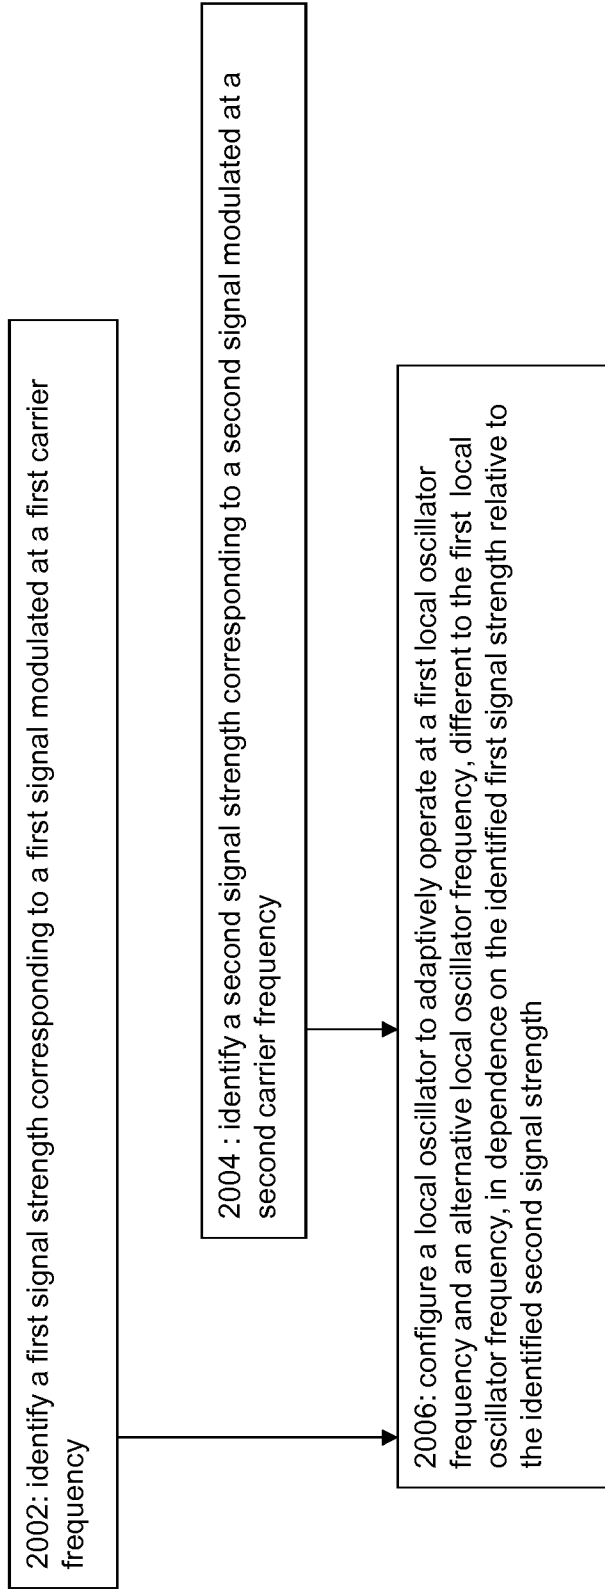 2002: identify a first signal strength corresponding to a first signal modulated at a first carrier
frequency
2004 : identify a second signal strength corresponding to a second signal modulated at a
second carrier frequency
2006: configure a local oscillator to adaptively operate at a first local oscillator
frequency and an alternative local oscillator frequency, different to the first local
oscillator frequency, in dependence on the identified first signal strength relative to
the identified second signal strength